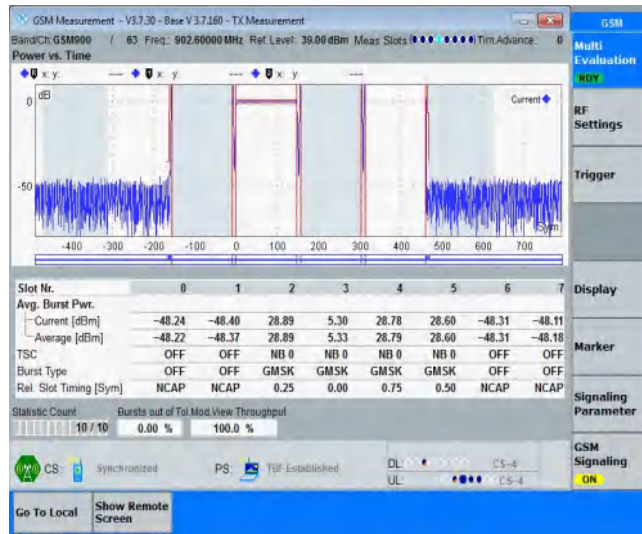 GSM Measurement - V3.7.30 - Base V 3.7.160 - TX Measurement
GSM
Band/Ch: GSM900 / 63 Freq.: 902.60000 MHz Ref. Level: 39.00 dBm Meas Slots Tim.Advance: 0
Multi Evaluation
RDY
Power vs. Time
x: y: --- x: y: --- x: y: ---
RF Settings
dB
Current
0
-50
Sym
-400 -300 -200 -100 0 100 200 300 400 500 600 700
Trigger
Display
Slot Nr. 0 1 2 3 4 5 6 7
Avg. Burst Pwr.
Current [dBm] -48.24 -48.40 28.89 5.30 28.78 28.60 -48.31 -48.11
Average [dBm] -48.22 -48.37 28.89 5.33 28.79 28.60 -48.31 -48.18
TSC OFF OFF NB 0 NB 0 NB 0 NB 0 OFF OFF
Burst Type OFF OFF GMSK GMSK GMSK GMSK OFF OFF
Rel. Slot Timing [Sym] NCAP NCAP 0.25 0.00 0.75 0.50 NCAP NCAP
Marker
Signaling Parameter
Statistic Count Bursts out of Tol. Mod.View Throughput
10 / 10 0.00 % 100.0 %
GSM Signaling
ON
CS: Synchronized PS: TBF Established DL: CS-4
UL: CS-4
Go To Local
Show Remote Screen